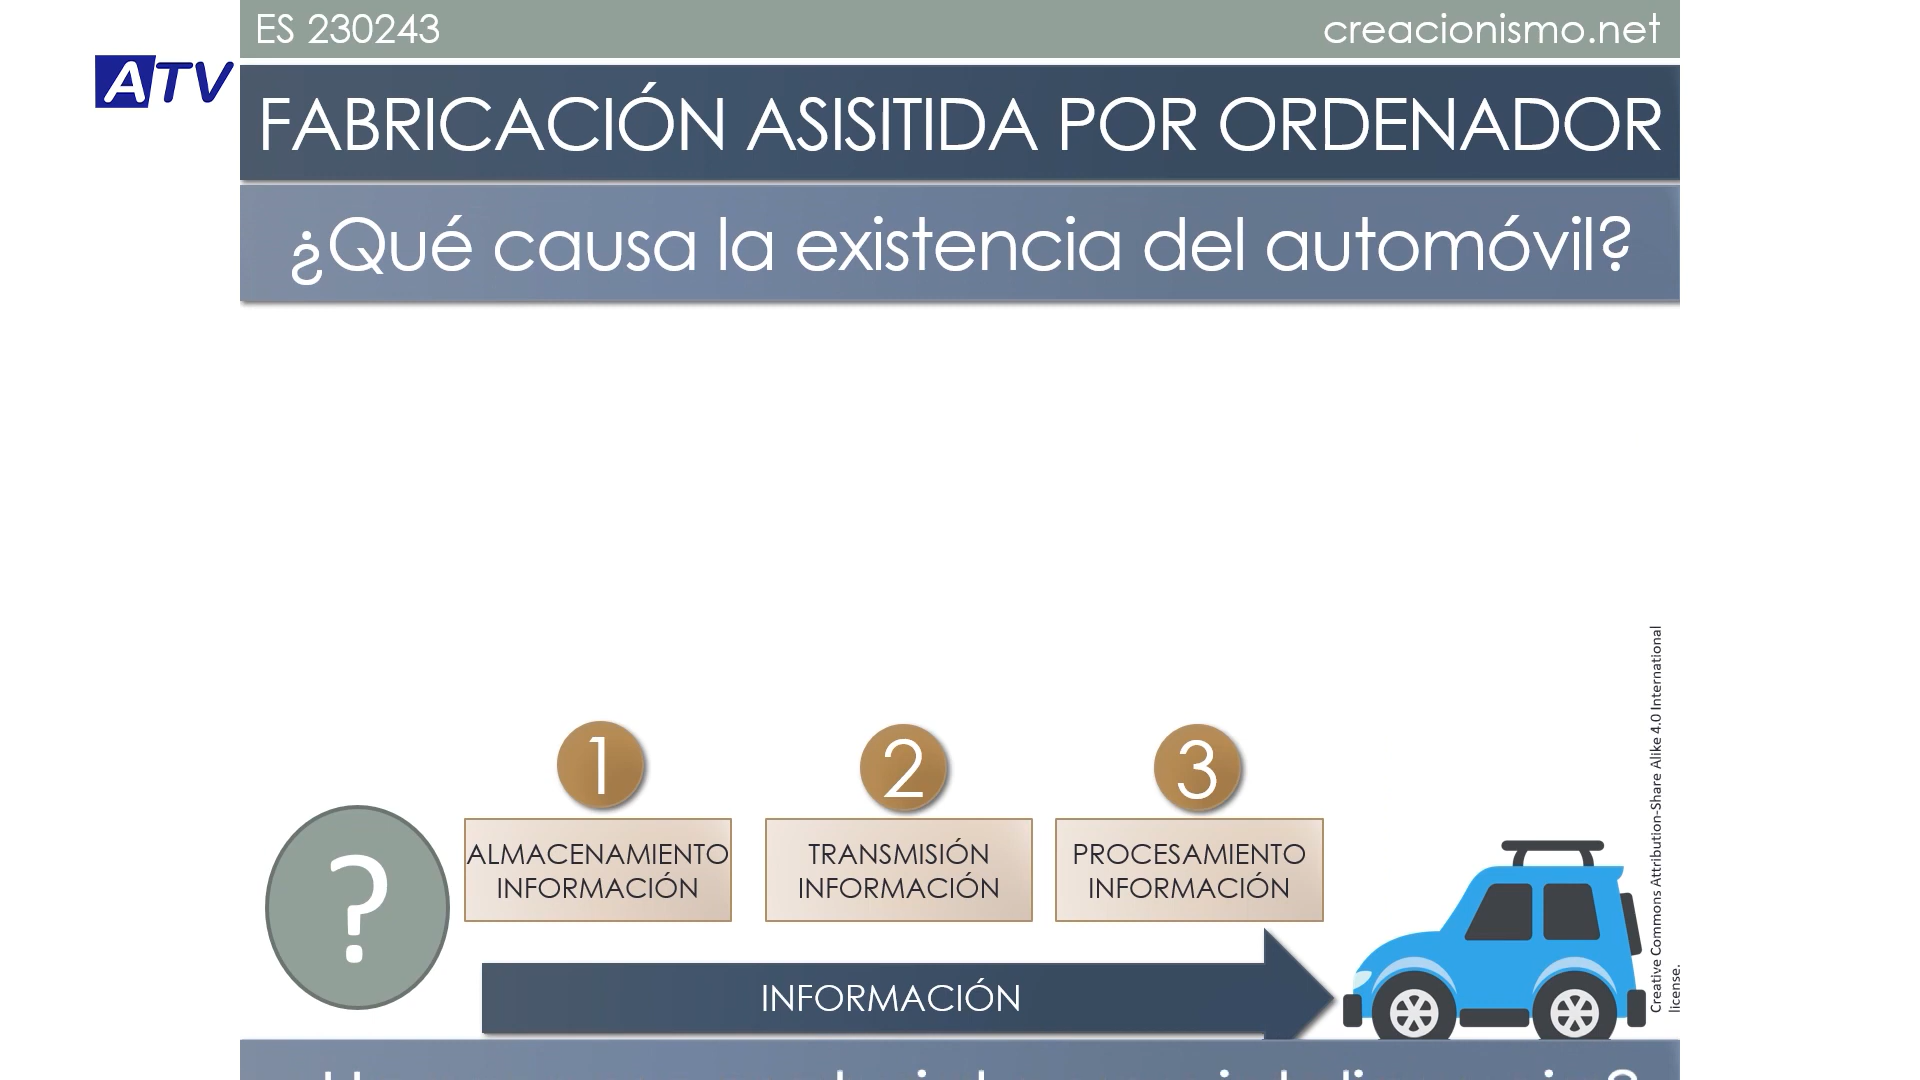 ES 230243
creacionismo.net
ATV
FABRICACIÓN ASISITIDA POR ORDENADOR
¿Qué causa la existencia del automóvil?
1
2
3
ALMACENAMIENTO
INFORMACIÓN
TRANSMISIÓN
INFORMACIÓN
PROCESAMIENTO
INFORMACIÓN
?
INFORMACIÓN
Creative Commons Attribution-Share Alike 4.0 International
license.